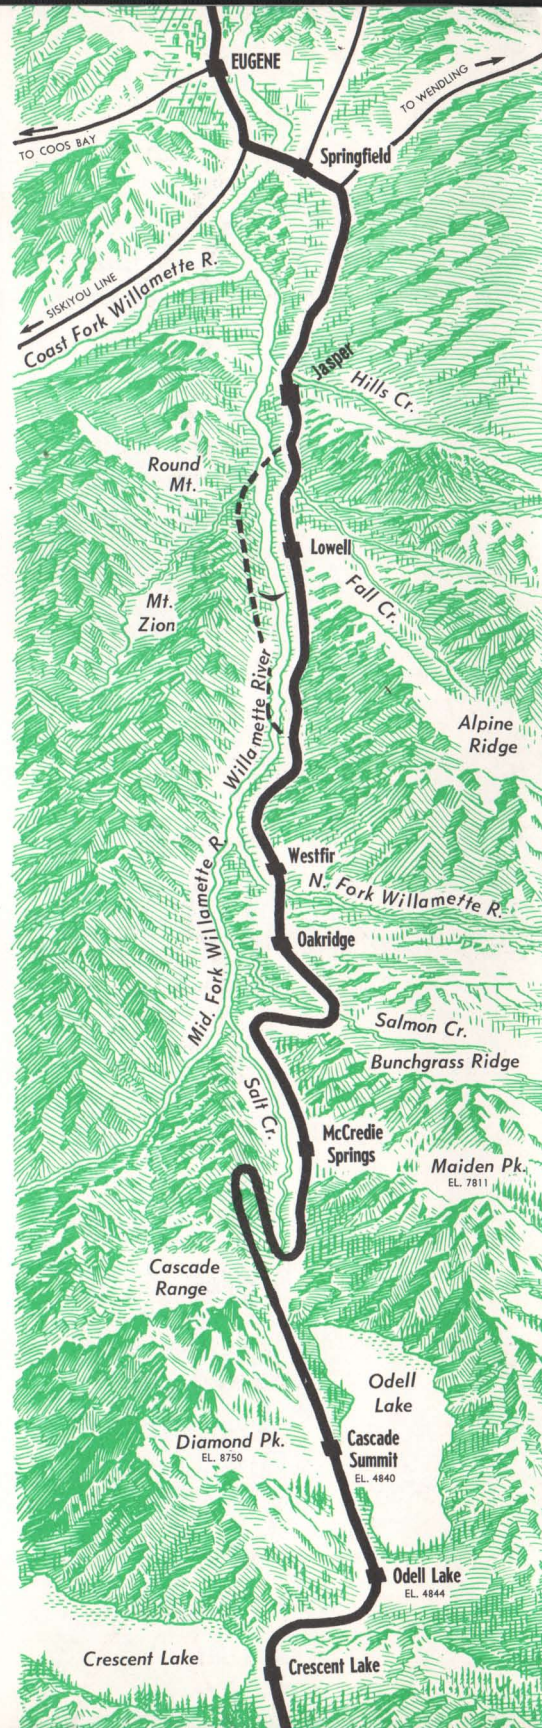 EUGENE
TO WENDLING
TO COOS BAY
Springfield
SISKIYOU LINE
Coast Fork Willamette R.
Jasper
Hills Cr.
Round
Mt.
Lowell
Fall Cr.
Mt.
Zion
Willamette River
Alpine
Ridge
Westfir
N. Fork Willamette R.
Mid. Fork Willamette R.
Oakridge
Salmon Cr.
Bunchgrass Ridge
Salt Cr.
McCredie
Springs
Maiden Pk.
EL. 7811
Cascade
Range
Odell
Lake
Diamond Pk.
EL. 8750
Cascade
Summit
EL. 4840
Odell Lake
EL. 4844
Crescent Lake
Crescent Lake